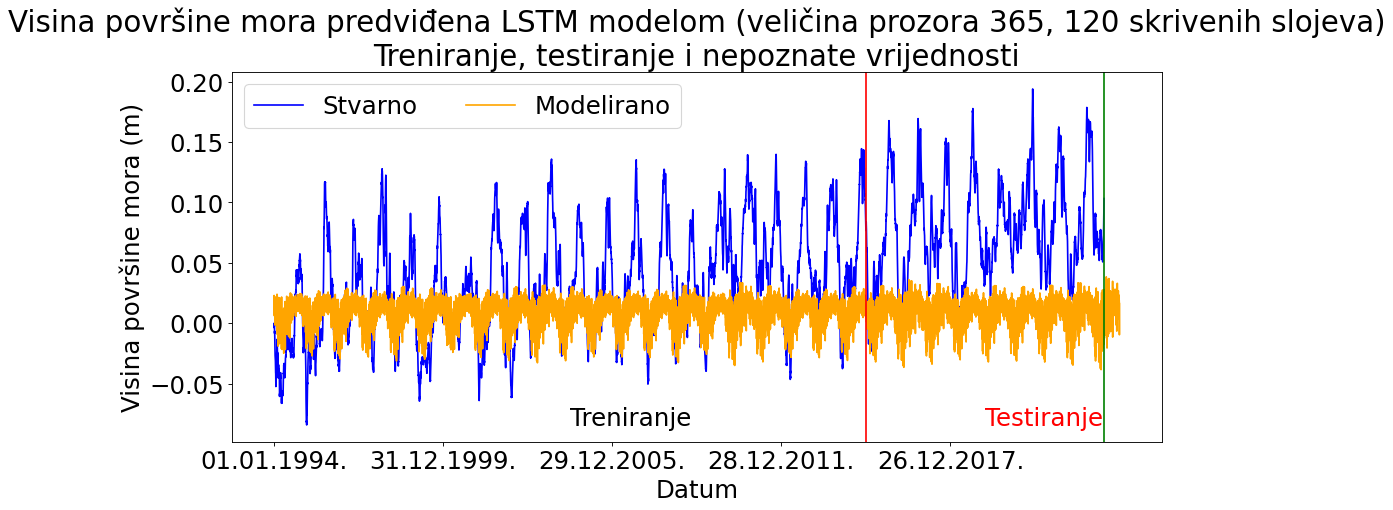 Visina površine mora predviđena LSTM modelom (veličina prozora 365, 120 skrivenih slojeva)
Treniranje, testiranje i nepoznate vrijednosti
Stvarno
Modelirano
Visina površine mora (m)
0.20
0.15
0.10
0.05
0.00
−0.05
Treniranje
Testiranje
01.01.1994.
31.12.1999.
29.12.2005.
28.12.2011.
26.12.2017.
Datum